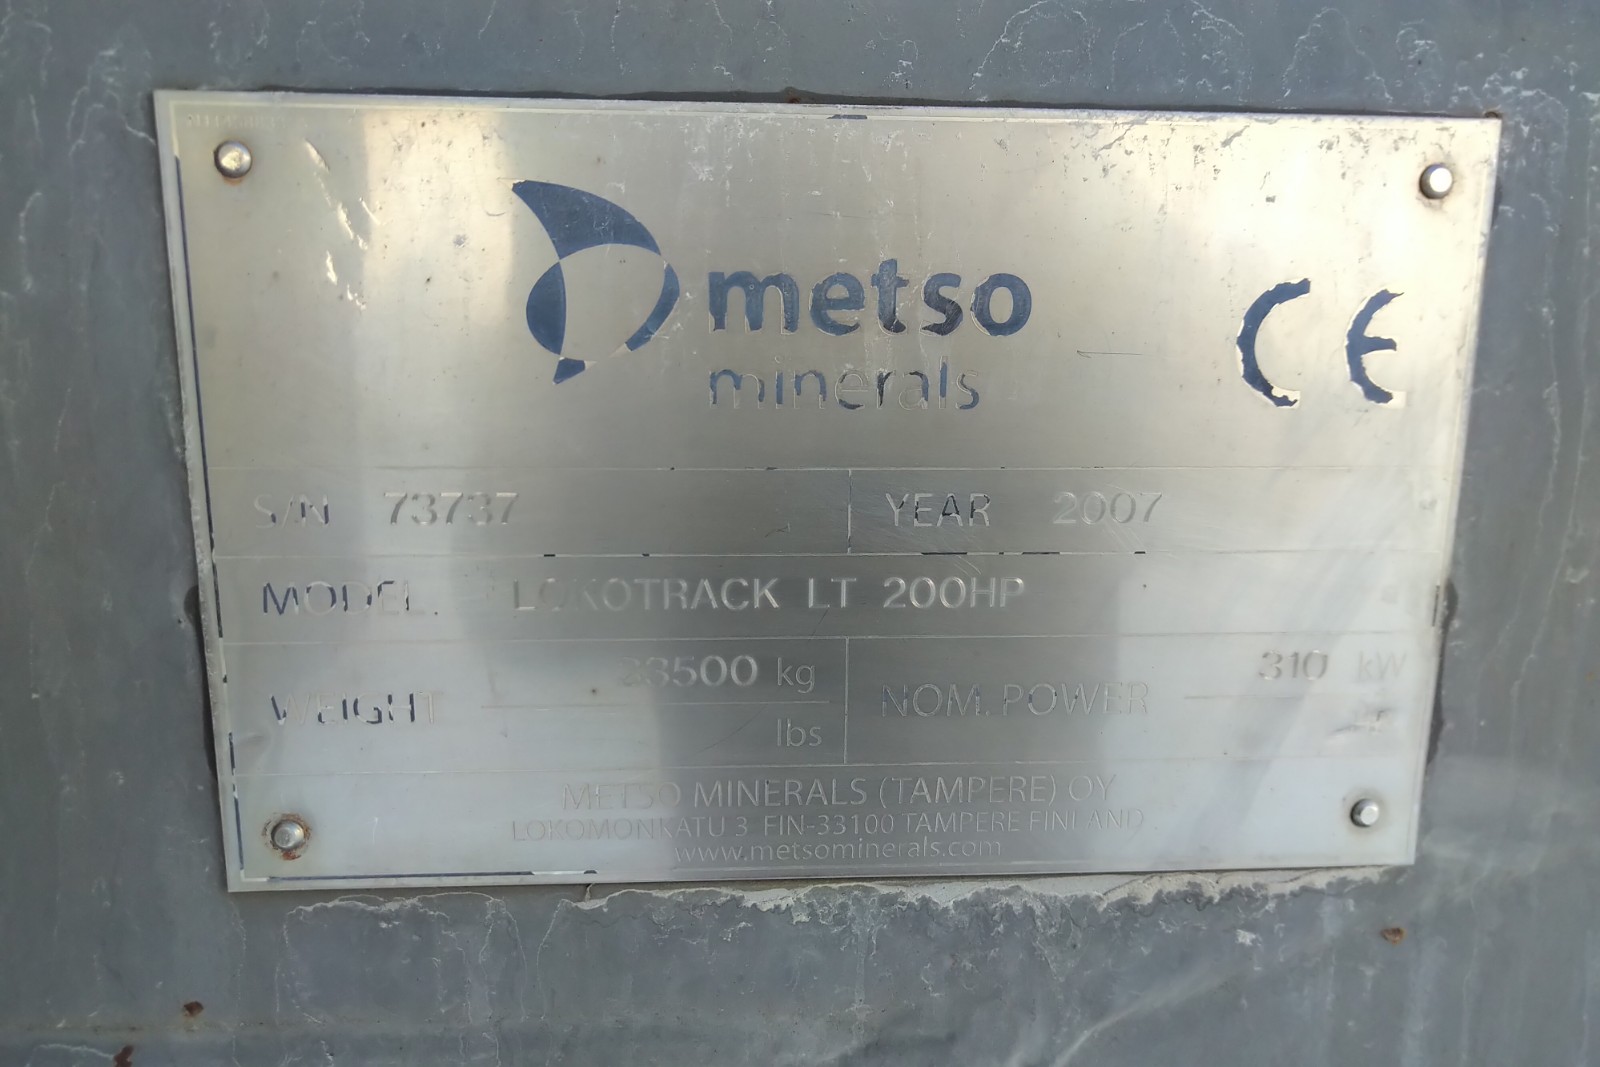 metso
minerals
CE
S/N 73737 YEAR 2007
MODEL LOKOTRACK LT 200HP
WEIGHT kg NOM. POWER 310 kW
lbs
METSO MINERALS (TAMPERE) OY
LOKOMONKATU 3 FIN-33100 TAMPERE FINLAND
www.metsominerals.com